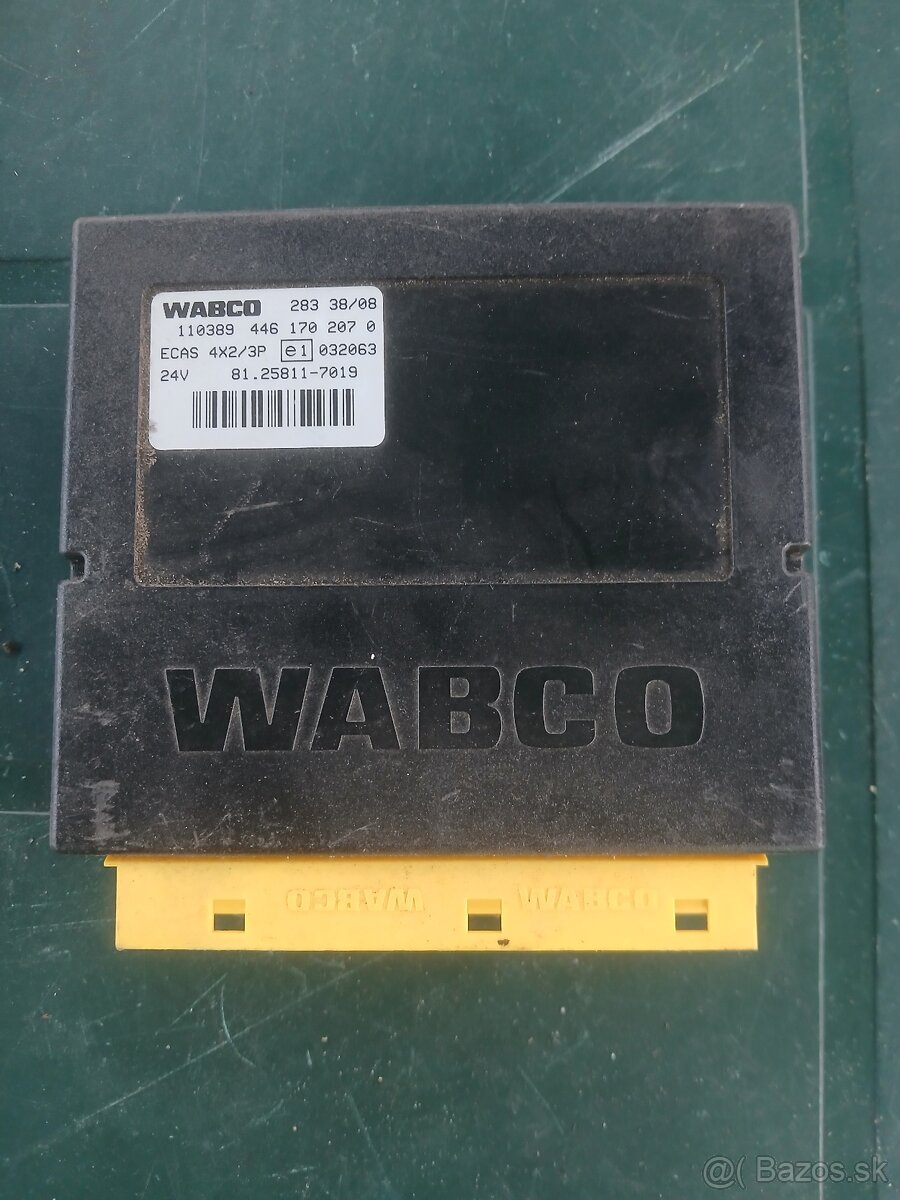 WABCO 283 38/08
110389 446 170 207 0
ECAS 4X2/3P e1 032063
24V 81.25811-7019
WABCO
WABCO WABCO
@( Bazos.sk